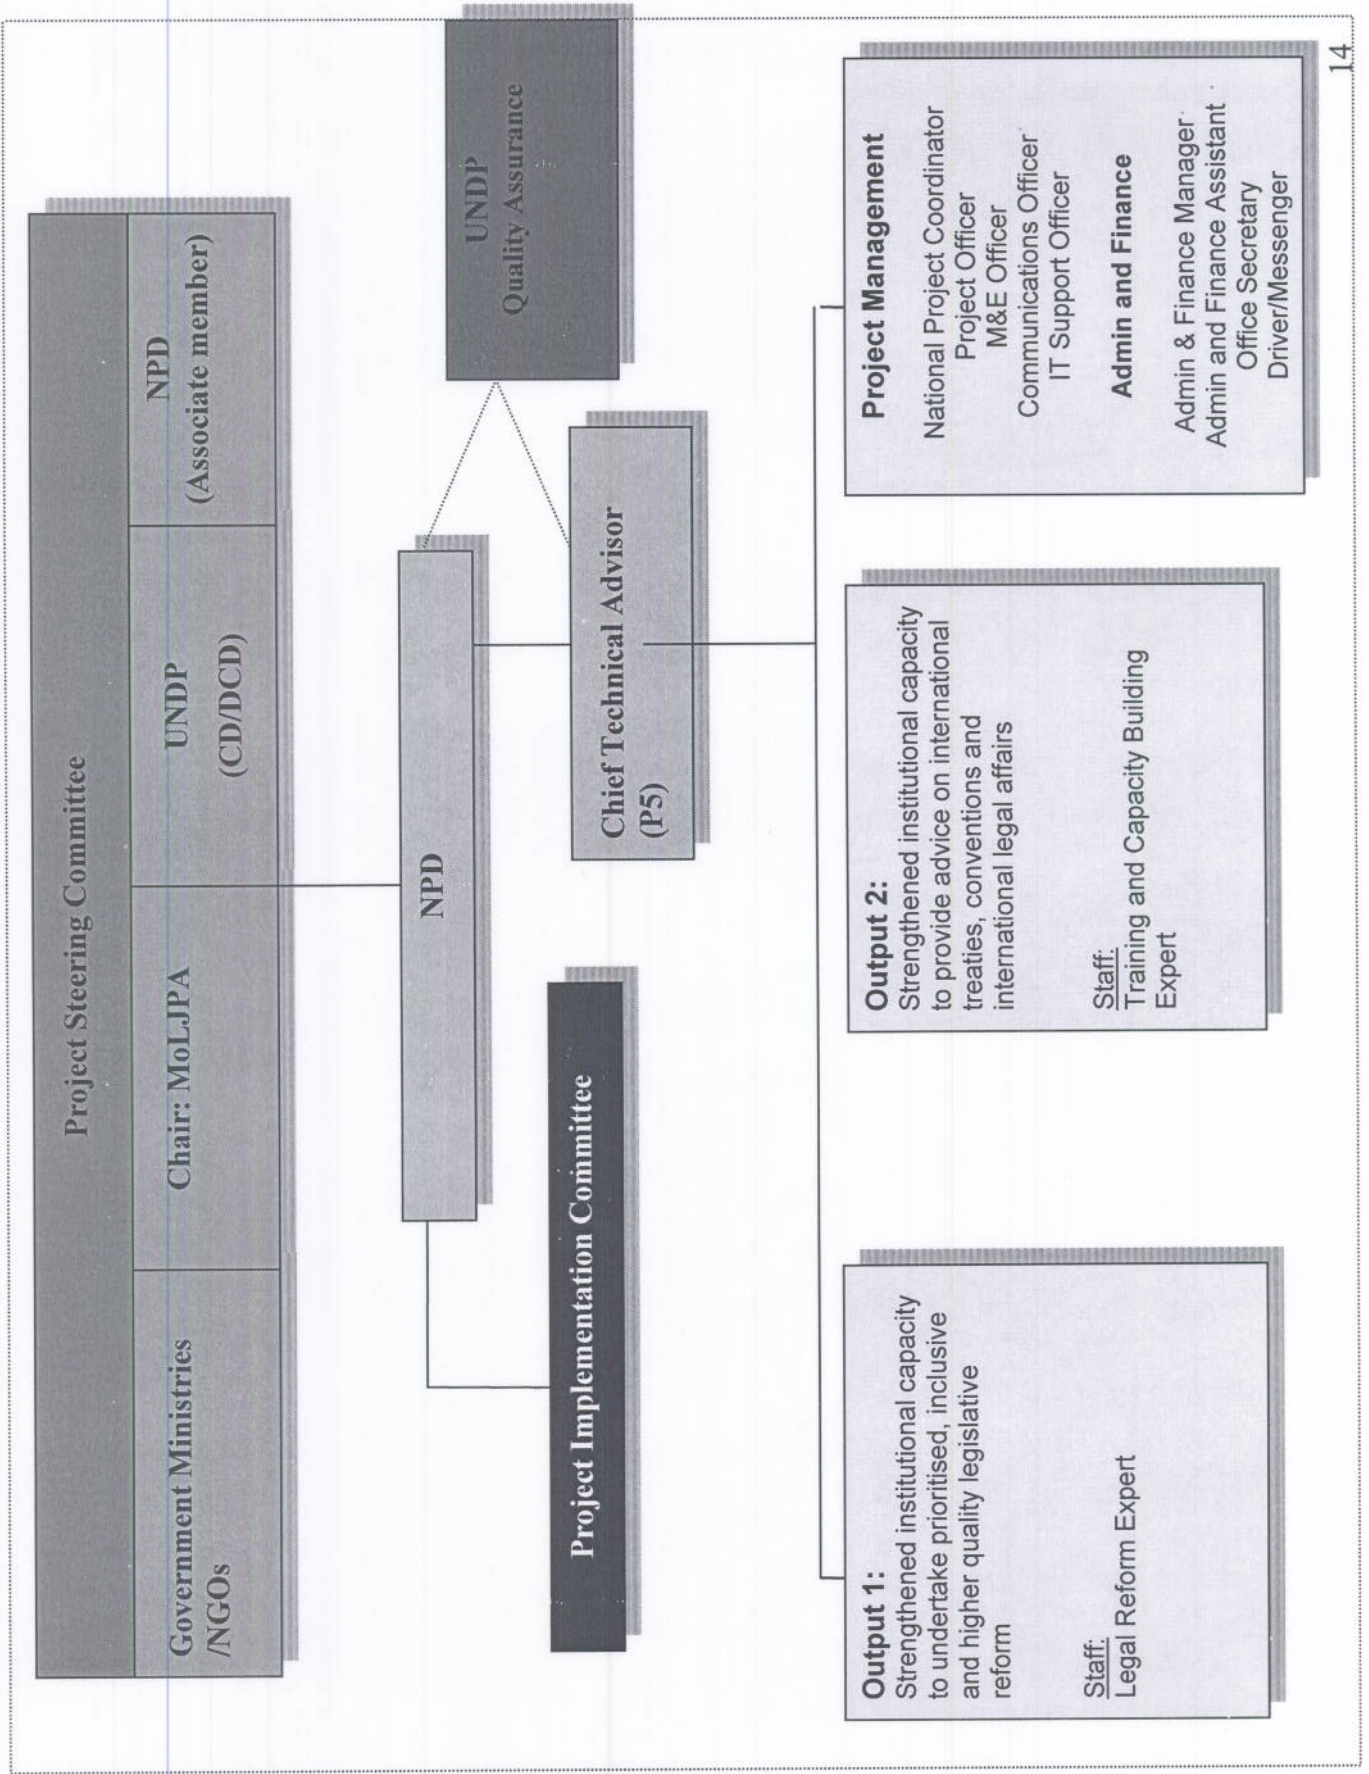 Project Steering Committee
Government Ministries
/NGOs
Chair: MoLJPA
UNDP
(CD/DCD)
NPD
(Associate member)
NPD
UNDP
Quality Assurance
Project Implementation Committee
Chief Technical Advisor
(P5)
Output 1:
Strengthened institutional capacity
to undertake prioritised, inclusive
and higher quality legislative
reform
Staff:
Legal Reform Expert
Output 2:
Strengthened institutional capacity
to provide advice on international
treaties, conventions and
international legal affairs
Staff:
Training and Capacity Building
Expert
Project Management
National Project Coordinator
Project Officer
M&E Officer
Communications Officer
IT Support Officer
Admin and Finance
Admin & Finance Manager
Admin and Finance Assistant
Office Secretary
Driver/Messenger
14